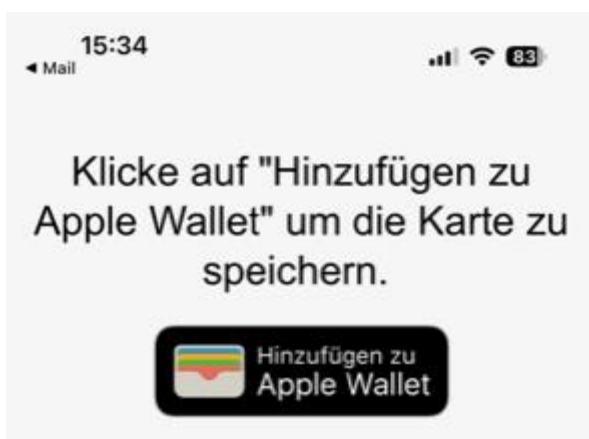 15:34
◀ Mail
83
Klicke auf "Hinzufügen zu
Apple Wallet" um die Karte zu
speichern.
Hinzufügen zu
Apple Wallet